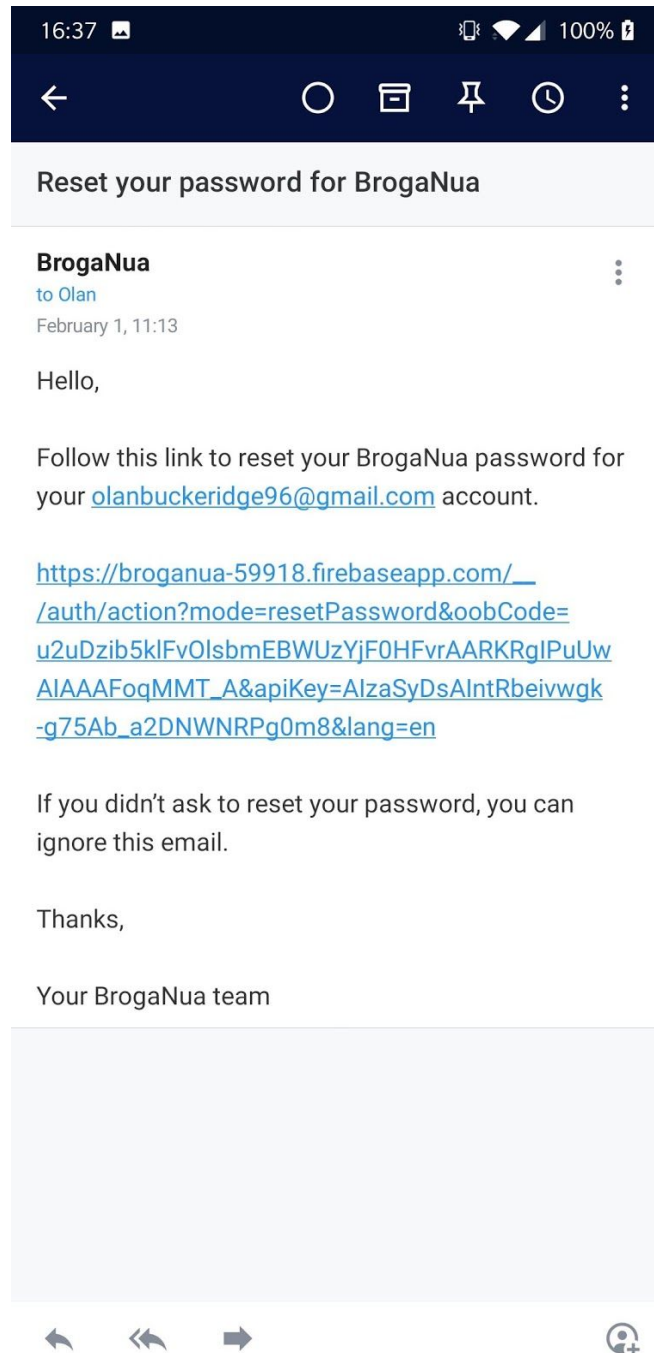 16:37
100%
Reset your password for BrogaNua
BrogaNua
to Olan
February 1, 11:13
Hello,
Follow this link to reset your BrogaNua password for
your olanbuckeridge96@gmail.com account.
https://broganua-59918.firebaseapp.com/__
/auth/action?mode=resetPassword&oobCode=
u2uDzib5klFvOlsbmEBWUzYjF0HFvrAARKRgIPuUw
AIAAAFoqMMT_A&apiKey=AIzaSyDsAIntRbeivwgk
-g75Ab_a2DNWNRPg0m8&lang=en
If you didn’t ask to reset your password, you can
ignore this email.
Thanks,
Your BrogaNua team